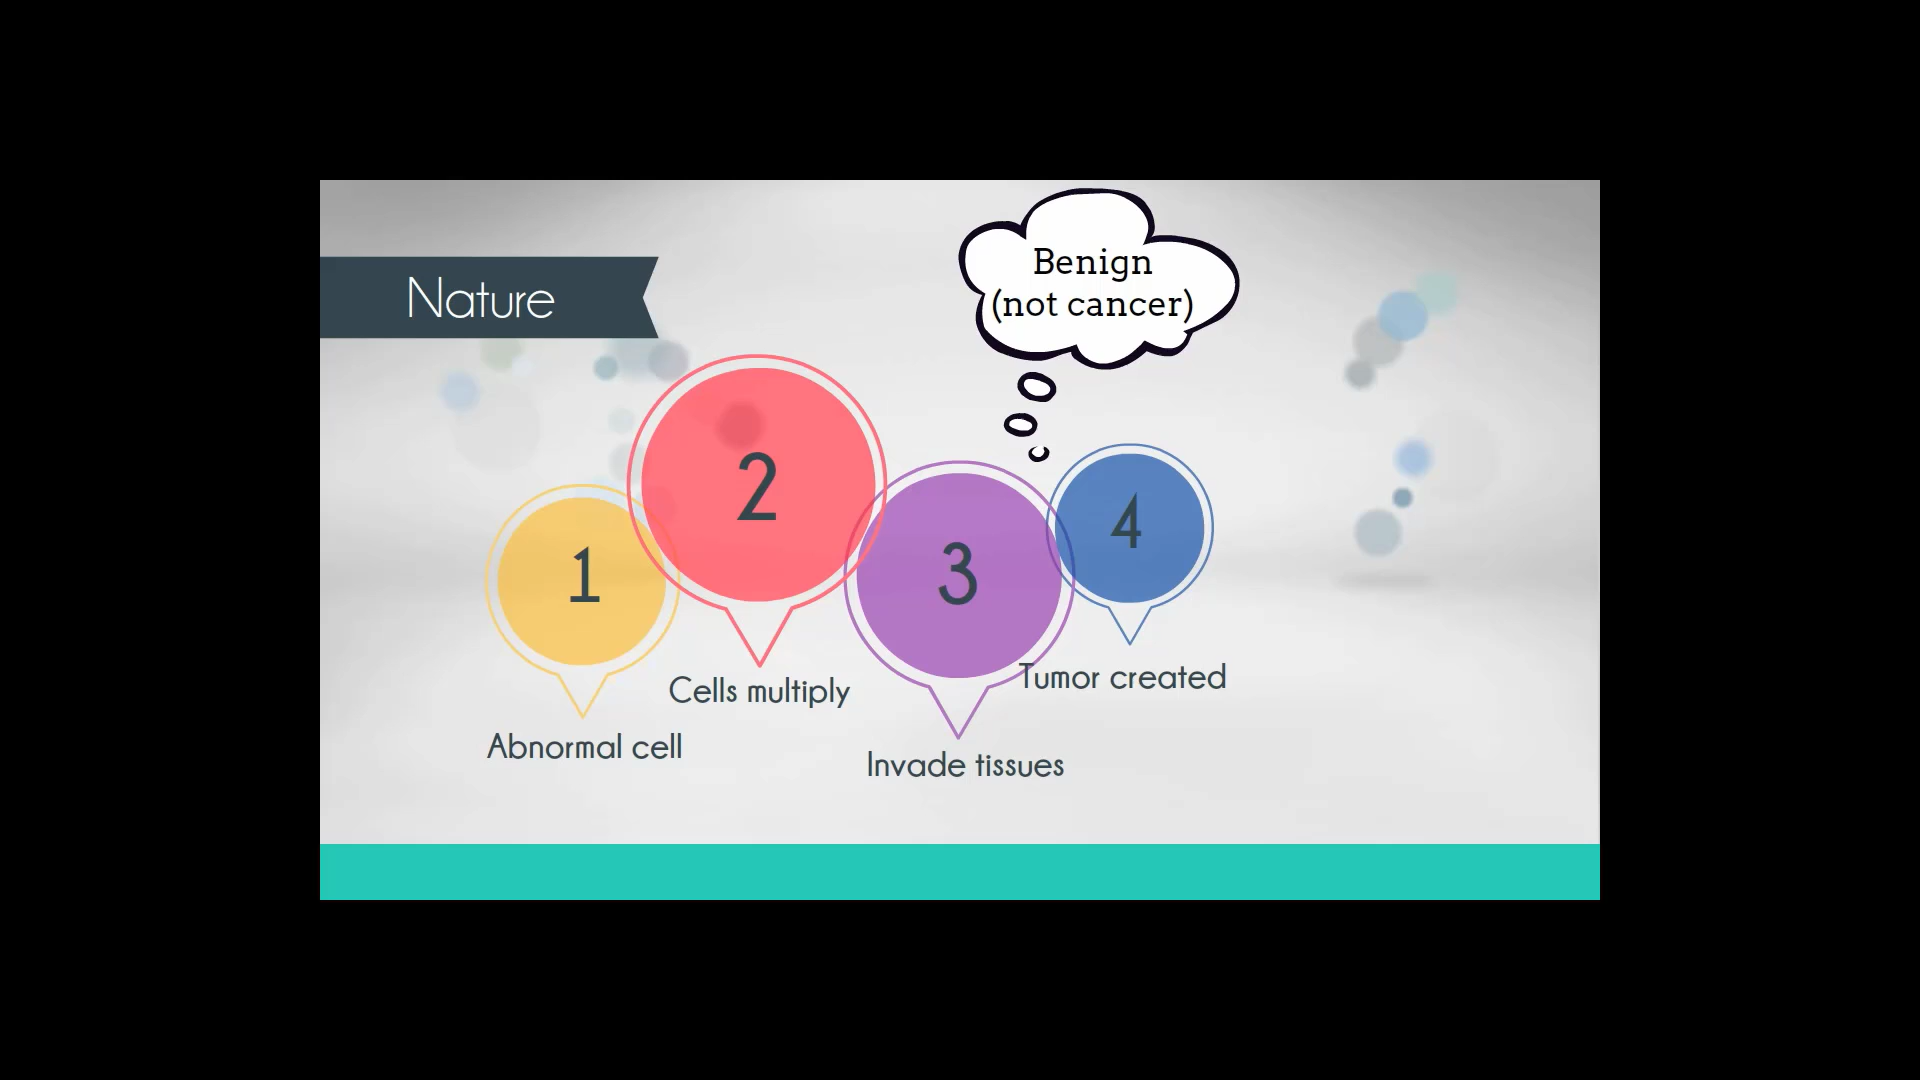 Nature
Benign
(not cancer)
1
Abnormal cell
2
Cells multiply
3
Invade tissues
4
Tumor created